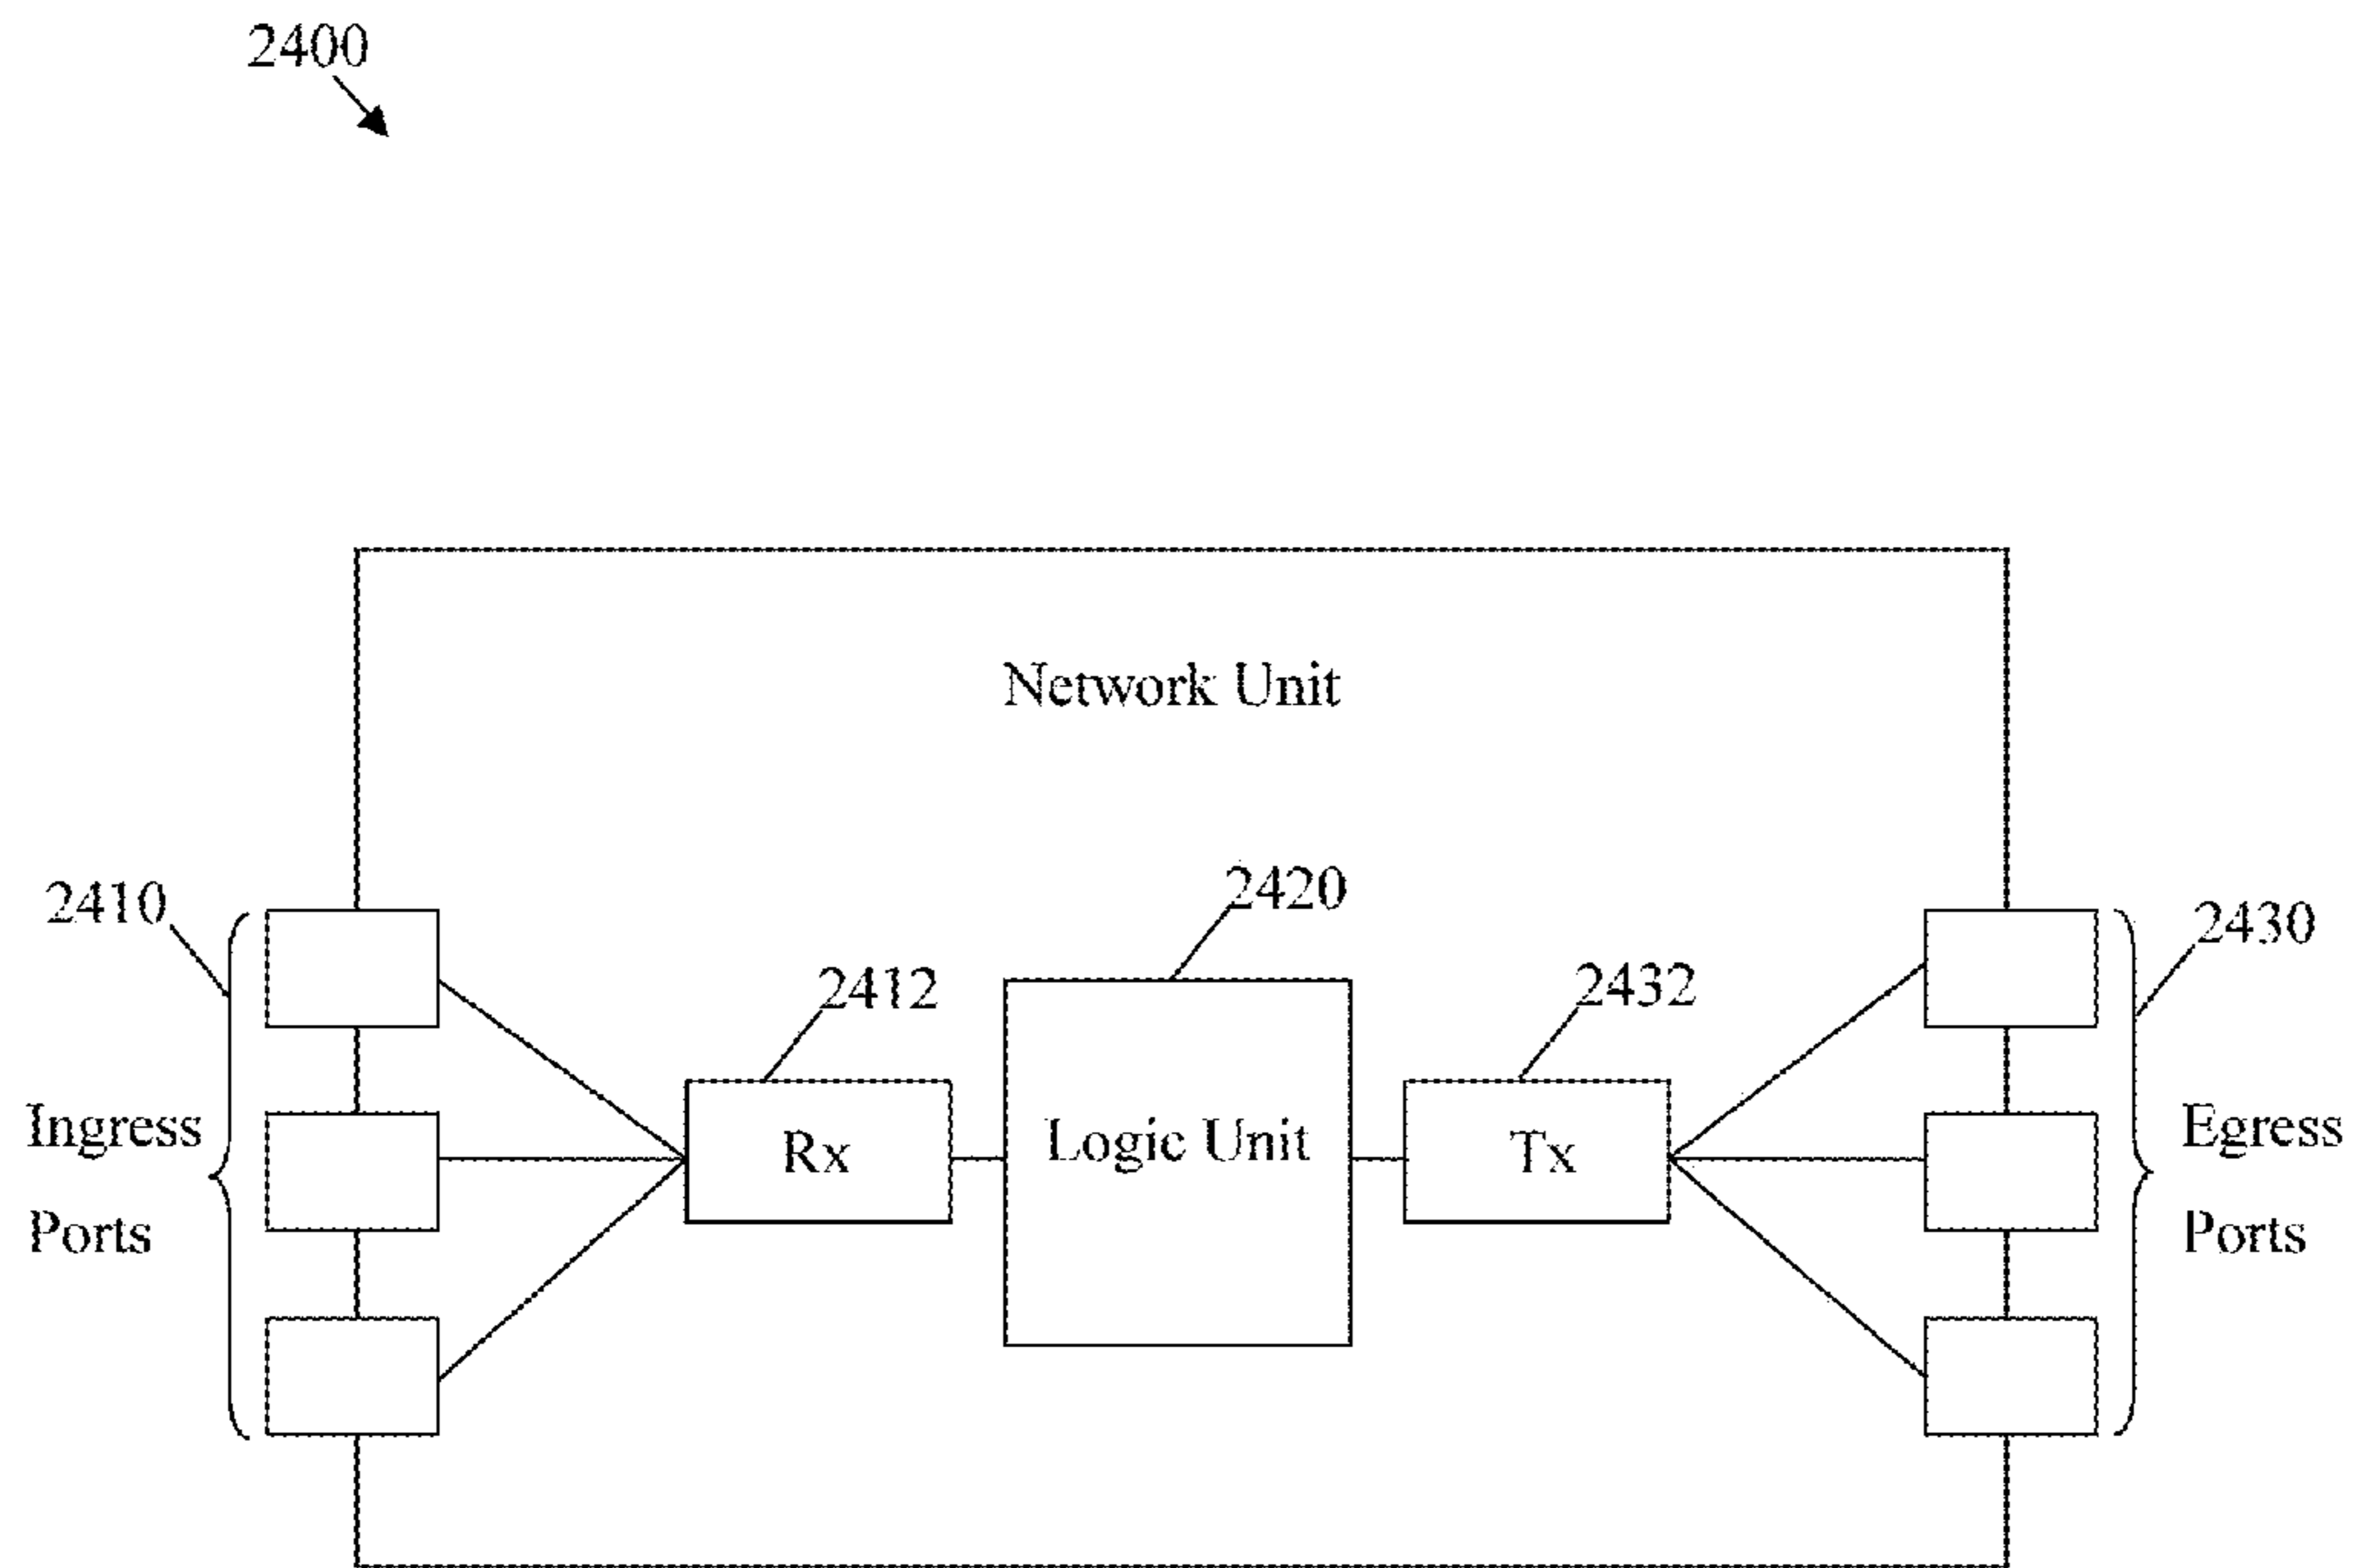 2400
Network Unit
2410
2420
2430
2412
2432
Ingress
Ports
Rx
Logic Unit
Tx
Egress
Ports